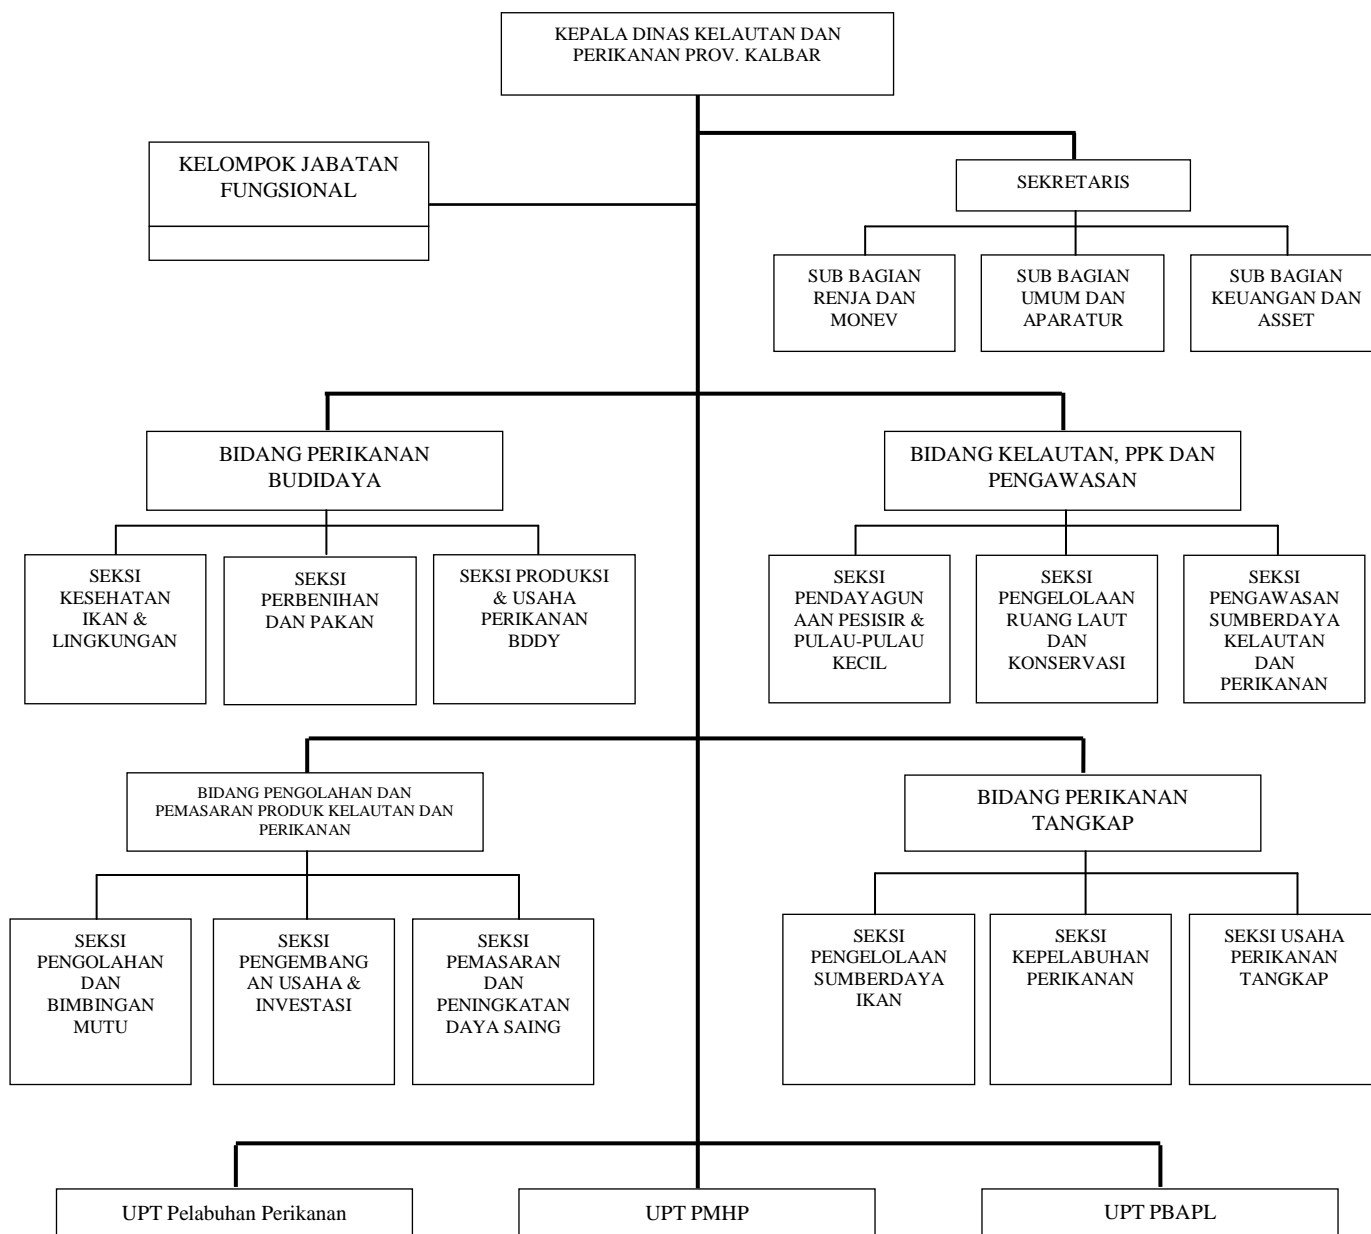 KEPALA DINAS KELAUTAN DAN
PERIKANAN PROV. KALBAR
KELOMPOK JABATAN
FUNGSIONAL
SEKRETARIS
SUB BAGIAN
RENJA DAN
MONEV
SUB BAGIAN
UMUM DAN
APARATUR
SUB BAGIAN
KEUANGAN DAN
ASSET
BIDANG PERIKANAN
BUDIDAYA
BIDANG KELAUTAN, PPK DAN
PENGAWASAN
SEKSI
KESEHATAN
IKAN &
LINGKUNGAN
SEKSI
PERBENIHAN
DAN PAKAN
SEKSI PRODUKSI
& USAHA
PERIKANAN
BDDY
SEKSI
PENDAYAGUN
AAN PESISIR &
PULAU-PULAU
KECIL
SEKSI
PENGELOLAAN
RUANG LAUT
DAN
KONSERVASI
SEKSI
PENGAWASAN
SUMBERDAYA
KELAUTAN
DAN
PERIKANAN
BIDANG PENGOLAHAN DAN
PEMASARAN PRODUK KELAUTAN DAN
PERIKANAN
BIDANG PERIKANAN
TANGKAP
SEKSI
PENGOLAHAN
DAN
BIMBINGAN
MUTU
SEKSI
PENGEMBANG
AN USAHA &
INVESTASI
SEKSI
PEMASARAN
DAN
PENINGKATAN
DAYA SAING
SEKSI
PENGELOLAAN
SUMBERDAYA
IKAN
SEKSI
KEPELABUHAN
PERIKANAN
SEKSI USAHA
PERIKANAN
TANGKAP
UPT Pelabuhan Perikanan
UPT PMHP
UPT PBAPL